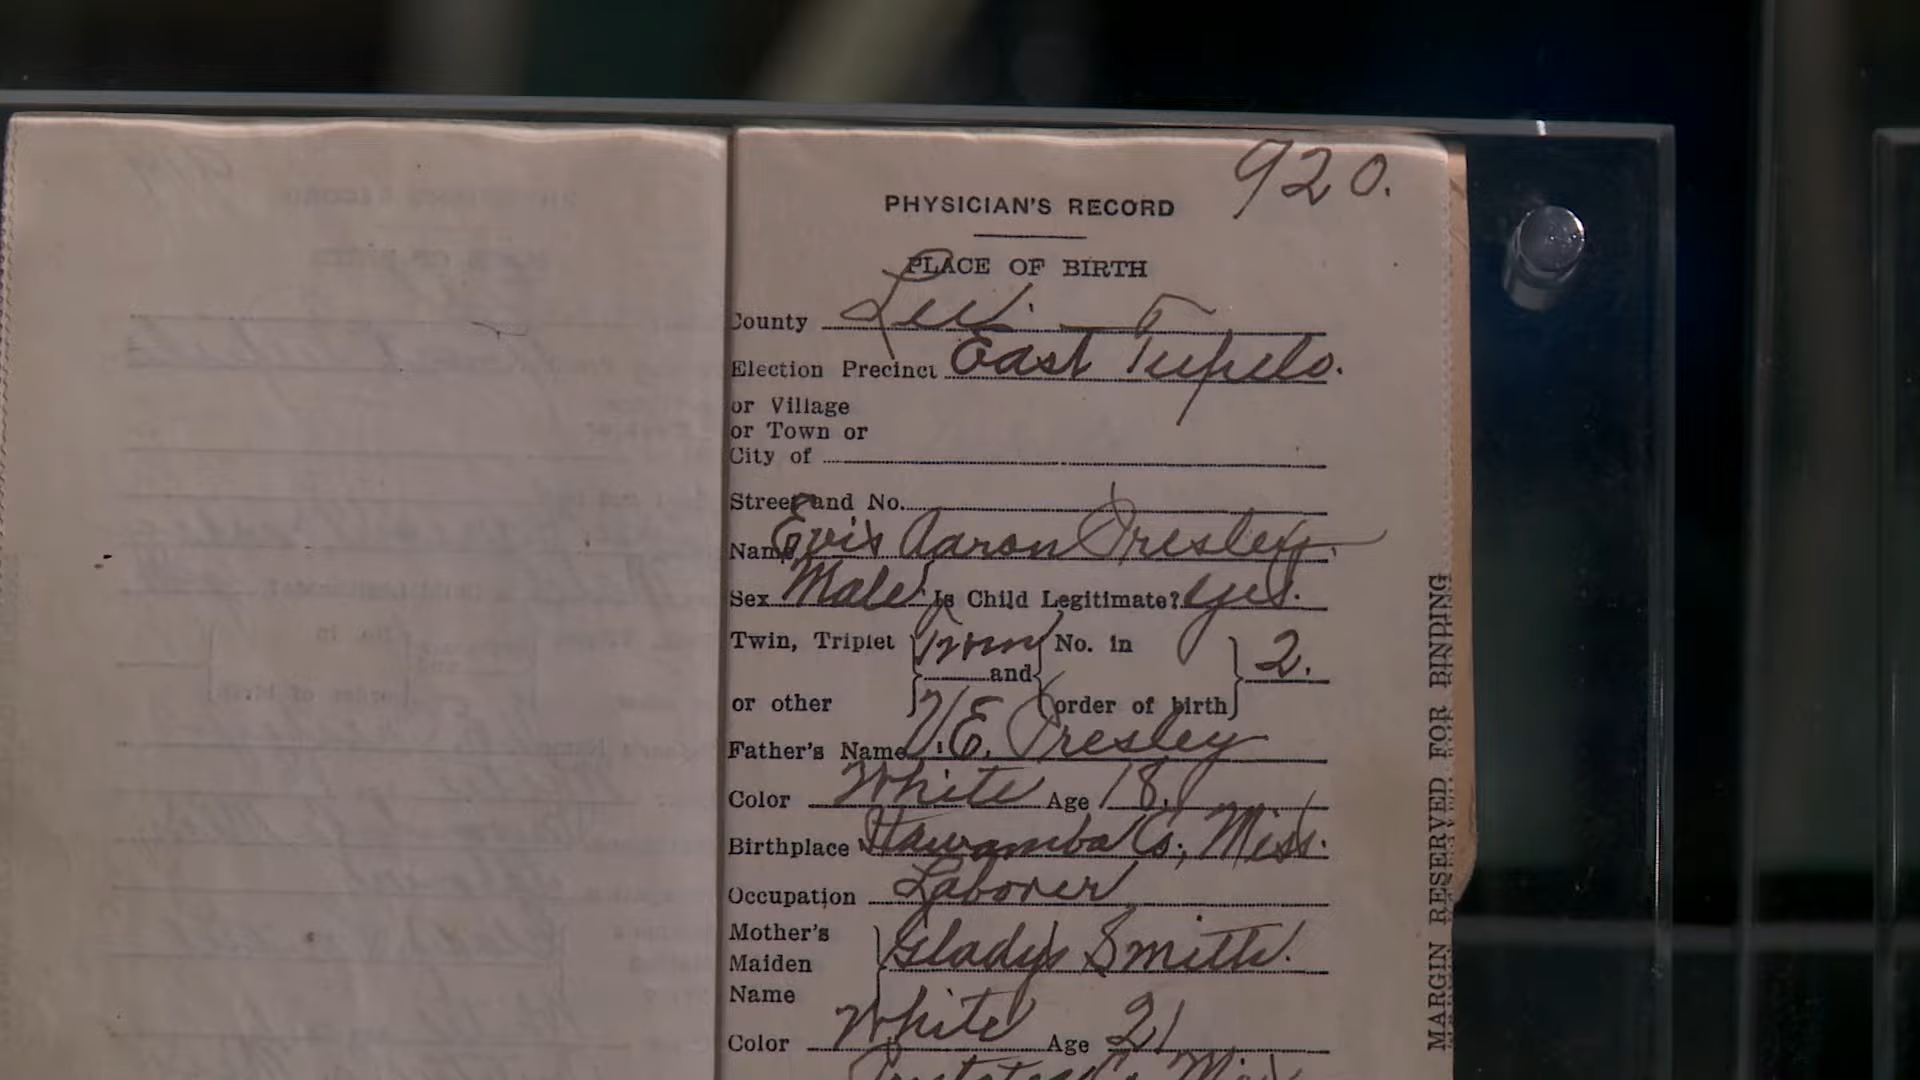 920.
PHYSICIAN'S RECORD
PLACE OF BIRTH
County Lee.
Election Precinct East Tupelo.
or Village
or Town or
City of
Street and No.
Name Evis Aaron Presley.
Sex Male Is Child Legitimate? Yes.
Twin, Triplet Twin No. in
and 2.
or other order of birth
Father's Name V. E. Presley
Color White Age 18.
Birthplace Itawamba Co., Miss.
Occupation Laborer
Mother's
Maiden Gladys Smith.
Name
Color White Age 21
MARGIN RESERVED FOR BINDING